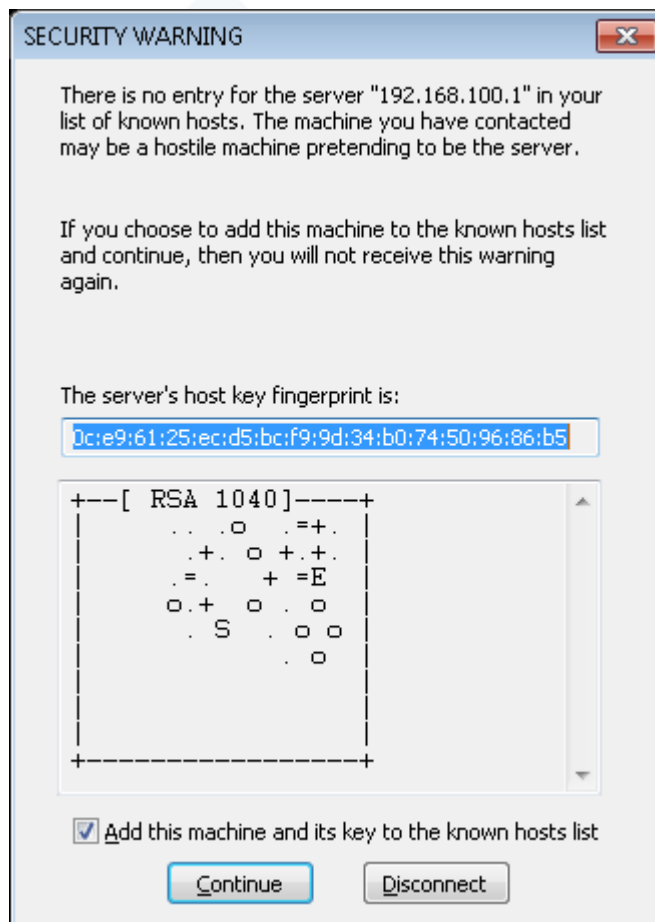 SECURITY WARNING
There is no entry for the server "192.168.100.1" in your
list of known hosts. The machine you have contacted
may be a hostile machine pretending to be the server.
If you choose to add this machine to the known hosts list
and continue, then you will not receive this warning
again.
The server's host key fingerprint is:
0c:e9:61:25:ec:d5:bc:f9:9d:34:b0:74:50:96:86:b5
+--[ RSA 1040]----+
|      .. .o  .=+. |
|       .+. o +.+. |
|      .=.   + =E  |
|      o.+  o . o  |
|       . S  . o o |
|             . o  |
|                  |
|                  |
|                  |
+-----------------+
Add this machine and its key to the known hosts list
Continue
Disconnect